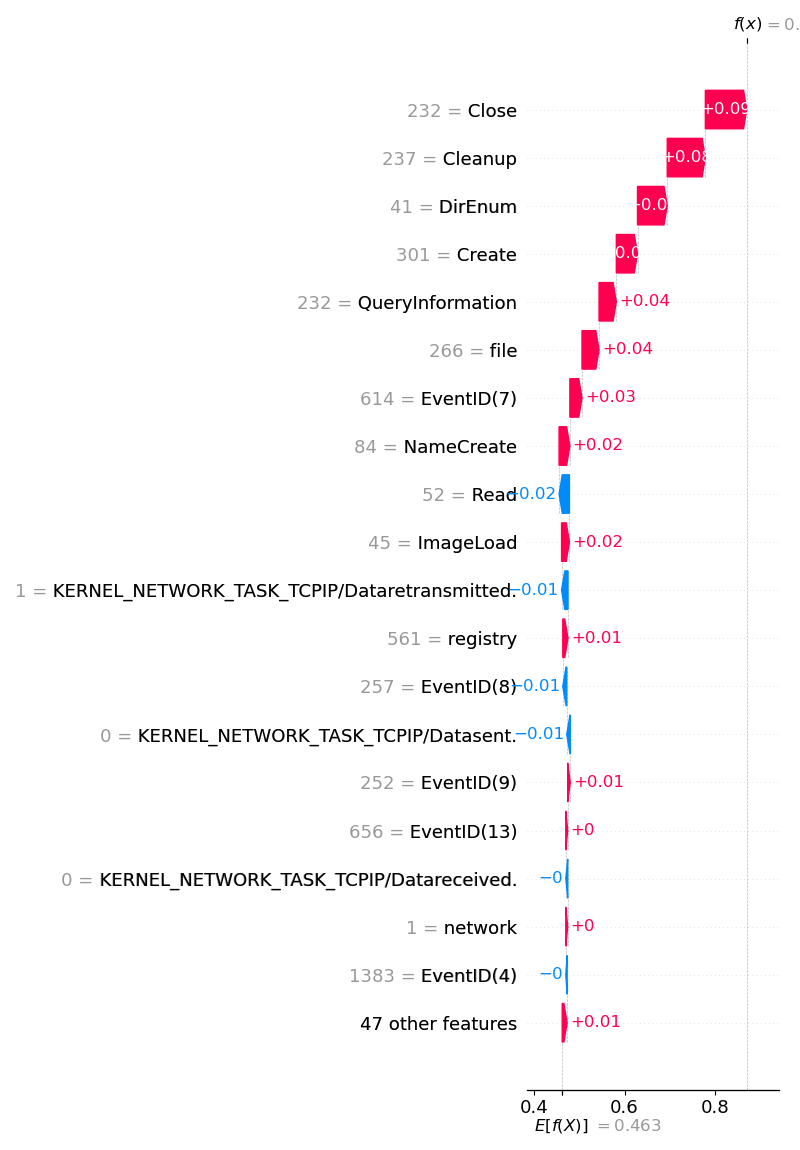 f(x) = 0.
232 = Close +0.09
237 = Cleanup +0.08
41 = DirEnum
301 = Create
232 = QueryInformation +0.04
266 = file +0.04
614 = EventID(7) +0.03
84 = NameCreate +0.02
52 = Read −0.02
45 = ImageLoad +0.02
1 = KERNEL_NETWORK_TASK_TCPIP/Dataretransmitted. −0.01
561 = registry +0.01
257 = EventID(8) −0.01
0 = KERNEL_NETWORK_TASK_TCPIP/Datasent. −0.01
252 = EventID(9) +0.01
656 = EventID(13) +0
0 = KERNEL_NETWORK_TASK_TCPIP/Datareceived. −0
1 = network +0
1383 = EventID(4) −0
47 other features +0.01
0.4 0.6 0.8
E[f(X)] = 0.463